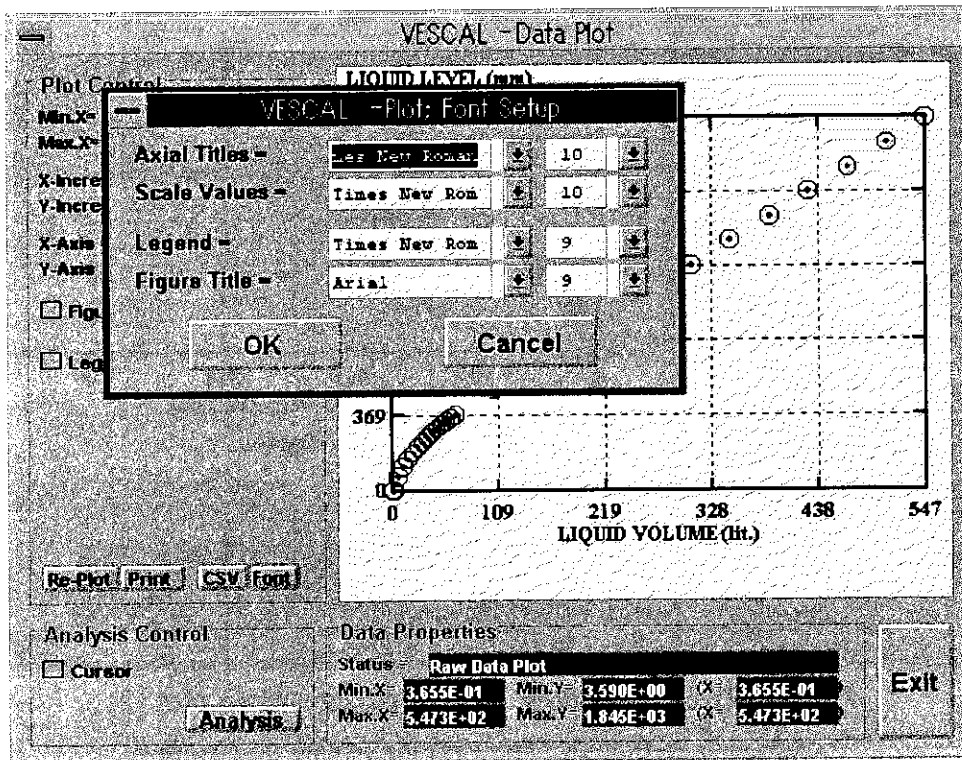 VESCAL - Data Plot
Plot Control
LIQUID LEVEL (mm)
VESCAL -Plot: Font Setup
Min.X=
Max.X=
X-Incre
Y-Incre
X-Axis
Y-Axis
Figu
Leg
Axial Titles =
mes New Roman
10
Scale Values =
Times New Rom
10
Legend =
Times New Rom
9
Figure Title =
Arial
9
OK
Cancel
369
0
0 109 219 328 438 547
LIQUID VOLUME (lit.)
Re-Plot Print CSV Font
Analysis Control
Cursor
Analysis
Data Properties
Status = Raw Data Plot
Min.X= 3.655E-01 Min.Y= 3.590E+00 (X= 3.655E-01 )
Max.X= 5.473E+02 Max.Y= 1.845E+03 (X= 5.473E+02 )
Exit